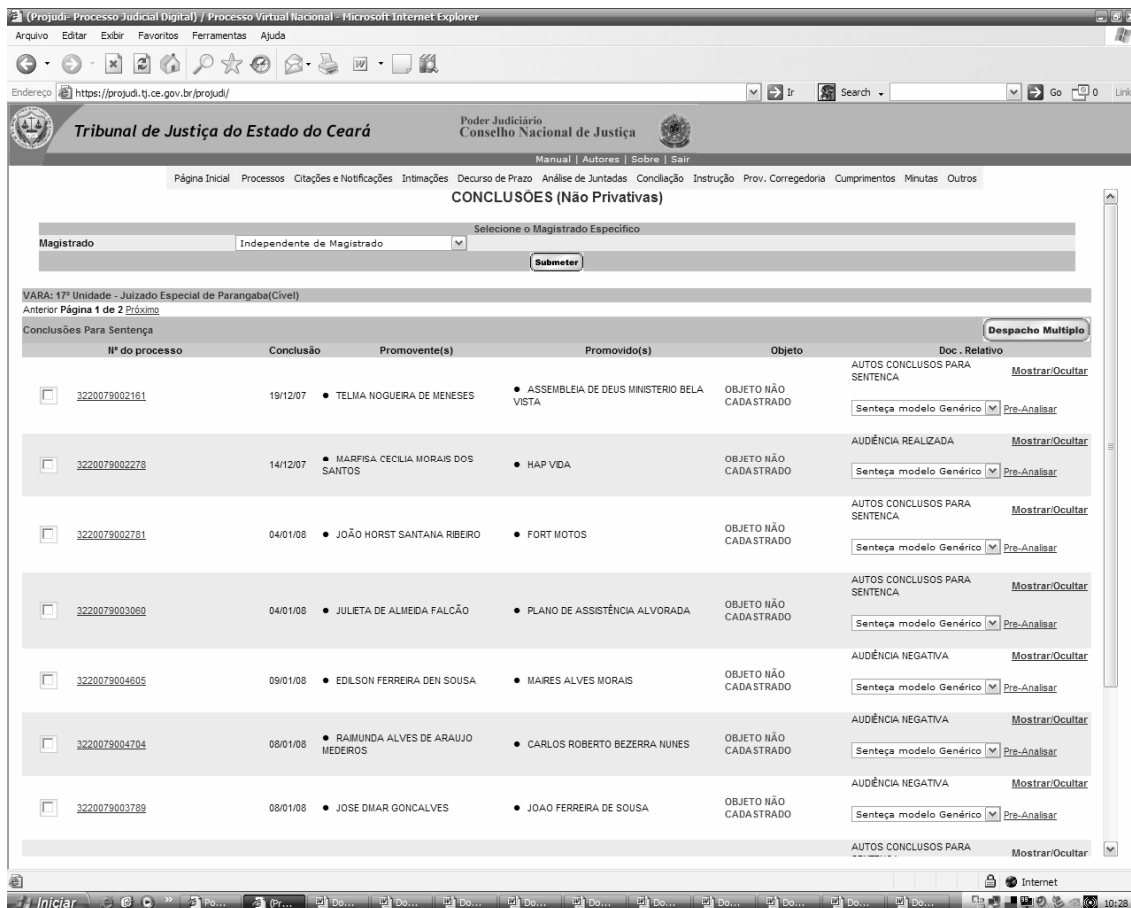 (Projudi- Processo Judicial Digital) / Processo Virtual Nacional - Microsoft Internet Explorer
Arquivo Editar Exibir Favoritos Ferramentas Ajuda
Endereço https://projudi.tj.ce.gov.br/projudi/ Ir Search Go 0 Link
Tribunal de Justiça do Estado do Ceará
Poder Judiciário
Conselho Nacional de Justiça
Manual | Autores | Sobre | Sair
Página Inicial Processos Citações e Notificações Intimações Decurso de Prazo Análise de Juntadas Conciliação Instrução Prov. Corregedoria Cumprimentos Minutas Outros
CONCLUSÕES (Não Privativas)
Selecione o Magistrado Específico
Magistrado Independente de Magistrado
Submeter
VARA: 17ª Unidade - Juizado Especial de Parangaba(Cível)
Anterior Página 1 de 2 Próximo
Conclusões Para Sentença Despacho Multiplo
Nº do processo Conclusão Promovente(s) Promovido(s) Objeto Doc . Relativo
3220079002161 19/12/07 ● TELMA NOGUEIRA DE MENESES ● ASSEMBLEIA DE DEUS MINISTERIO BELA VISTA OBJETO NÃO CADASTRADO AUTOS CONCLUSOS PARA SENTENCA Mostrar/Ocultar
Senteça modelo Genérico Pre-Analisar
3220079002278 14/12/07 ● MARFISA CECILIA MORAIS DOS SANTOS ● HAP VIDA OBJETO NÃO CADASTRADO AUDIÊNCIA REALIZADA Mostrar/Ocultar
Senteça modelo Genérico Pre-Analisar
3220079002781 04/01/08 ● JOÃO HORST SANTANA RIBEIRO ● FORT MOTOS OBJETO NÃO CADASTRADO AUTOS CONCLUSOS PARA SENTENCA Mostrar/Ocultar
Senteça modelo Genérico Pre-Analisar
3220079003060 04/01/08 ● JULIETA DE ALMEIDA FALCÃO ● PLANO DE ASSISTÊNCIA ALVORADA OBJETO NÃO CADASTRADO AUTOS CONCLUSOS PARA SENTENCA Mostrar/Ocultar
Senteça modelo Genérico Pre-Analisar
3220079004605 09/01/08 ● EDILSON FERREIRA DEN SOUSA ● MAIRES ALVES MORAIS OBJETO NÃO CADASTRADO AUDIÊNCIA NEGATIVA Mostrar/Ocultar
Senteça modelo Genérico Pre-Analisar
3220079004704 08/01/08 ● RAIMUNDA ALVES DE ARAUJO MEDEIROS ● CARLOS ROBERTO BEZERRA NUNES OBJETO NÃO CADASTRADO AUDIÊNCIA NEGATIVA Mostrar/Ocultar
Senteça modelo Genérico Pre-Analisar
3220079003789 08/01/08 ● JOSE DMAR GONCALVES ● JOAO FERREIRA DE SOUSA OBJETO NÃO CADASTRADO AUDIÊNCIA NEGATIVA Mostrar/Ocultar
Senteça modelo Genérico Pre-Analisar
AUTOS CONCLUSOS PARA Mostrar/Ocultar
Internet
Iniciar Po... (Pr... Do... Do... Do... Do... Do... Do... Do... Do... Do... 10:28